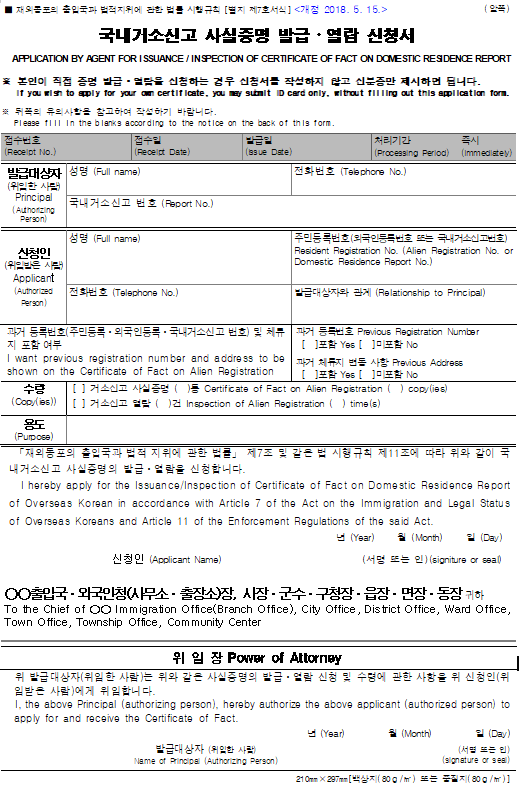 ■ 재외동포의 출입국과 법적지위에 관한 법률 시행규칙 [별지 제7호서식] <개정 2018. 5. 15.>
(앞쪽)
국내거소신고 사실증명 발급·열람 신청서
APPLICATION BY AGENT FOR ISSUANCE / INSPECTION OF CERTIFICATE OF FACT ON DOMESTIC RESIDENCE REPORT
※ 본인이 직접 증명 발급·열람을 신청하는 경우 신청서를 작성하지 않고 신분증만 제시하면 됩니다.
If you wish to apply for your own certificate, you may submit ID card only, without filling out this application form.
※ 뒤쪽의 유의사항을 참고하여 작성하기 바랍니다.
Please fill in the blanks according to the notice on the back of this form.
접수번호 접수일 발급일 처리기간 즉시
(Receipt No.) (Receipt Date) (Issue Date) (Processing Period) (Immediately)
발급대상자
(위임한 사람)
Principal
(Authorizing
Person)
성명 (Full name)
전화번호 (Telephone No.)
국내거소신고 번호 (Report No.)
신청인
(위임받은 사람)
Applicant
(Authorized
Person)
성명 (Full name)
주민등록번호(외국인등록번호 또는 국내거소신고번호)
Resident Registration No. (Alien Registration No. or
Domestic Residence Report No.)
전화번호 (Telephone No.)
발급대상자와 관계 (Relationship to Principal)
과거 등록번호(주민등록·외국인등록·국내거소신고 번호) 및 체류
지 포함 여부
I want previous registration number and address to be
shown on the Certificate of Fact on Alien Registration
과거 등록번호 Previous Registration Number
[ ]포함 Yes [ ]미포함 No
과거 체류지 변동 사항 Previous Address
[ ]포함 Yes [ ]미포함 No
수량
(Copy(ies))
[ ] 거소신고 사실증명 ( )통 Certificate of Fact on Alien Registration ( ) copy(ies)
[ ] 거소신고 열람 ( )건 Inspection of Alien Registration ( ) time(s)
용도
(Purpose)
「재외동포의 출입국과 법적 지위에 관한 법률」 제7조 및 같은 법 시행규칙 제11조에 따라 위와 같이 국
내거소신고 사실증명의 발급·열람을 신청합니다.
I hereby apply for the Issuance/Inspection of Certificate of Fact on Domestic Residence Report
of Overseas Korean in accordance with Article 7 of the Act on the Immigration and Legal Status
of Overseas Koreans and Article 11 of the Enforcement Regulations of the said Act.
년 (Year) 월 (Month) 일 (Day)
신청인 (Applicant Name) (서명 또는 인) (signiture or seal)
○○출입국·외국인청(사무소·출장소)장, 시장·군수·구청장·읍장·면장·동장 귀하
To the Chief of ○○ Immigration Office(Branch Office), City Office, District Office, Ward Office,
Town Office, Township Office, Community Center
위 임 장 Power of Attorney
위 발급대상자(위임한 사람)는 위와 같은 사실증명의 발급·열람 신청 및 수령에 관한 사항을 위 신청인(위
임받은 사람)에게 위임합니다.
I, the above Principal (authorizing person), hereby authorize the above applicant (authorized person) to
apply for and receive the Certificate of Fact.
년 (Year) 월 (Month) 일 (Day)
발급대상자 (위임한 사람) (서명 또는 인)
Name of Principal (Authorizing Person) (signature or seal)
210mm×297mm[백상지(80g/㎡) 또는 중질지(80g/㎡)]